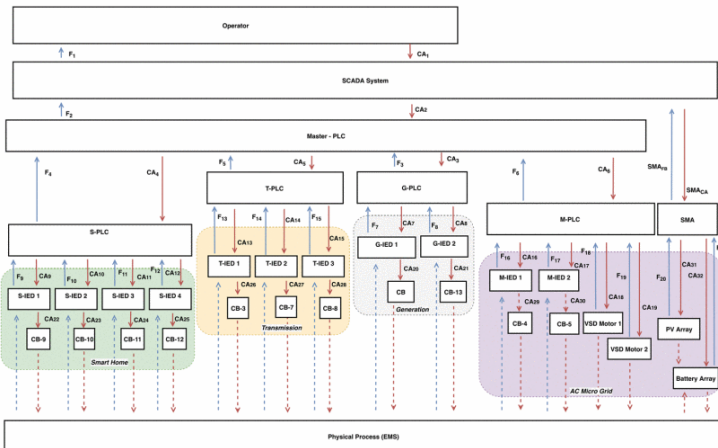 Operator
F1
CA1
SCADA System
F2
CA2
Master - PLC
F4
CA4
F5
CA5
F3
CA3
F6
CA6
SMAFB
SMACA
T-PLC
G-PLC
M-PLC
SMA
S-PLC
F13
CA13
F14
CA14
F15
CA15
F7
CA7
F8
CA8
F9
CA9
F10
CA10
F11
CA11
F12
CA12
F16
CA16
F17
CA17
F18
CA18
F19
CA19
F20
CA31
CA32
S-IED 1
S-IED 2
S-IED 3
S-IED 4
T-IED 1
T-IED 2
T-IED 3
G-IED 1
G-IED 2
M-IED 1
M-IED 2
CA23
CA24
CA25
CA26
CA27
CA20
CA21
CA29
CA30
CB-9
CB-10
CB-11
CB-12
CB-3
CB-7
CB-8
CB
CB-13
CB-4
CB-5
VSD Motor 1
VSD Motor 2
PV Array
Battery Array
Smart Home
Transmission
Generation
AC Micro Grid
Physical Process (EMS)